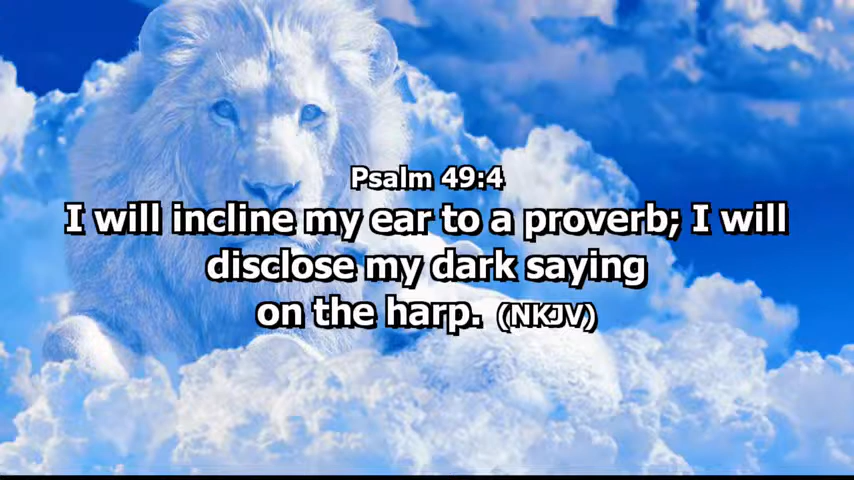 Psalm 49:4
I will incline my ear to a proverb; I will
disclose my dark saying
on the harp. (NKJV)